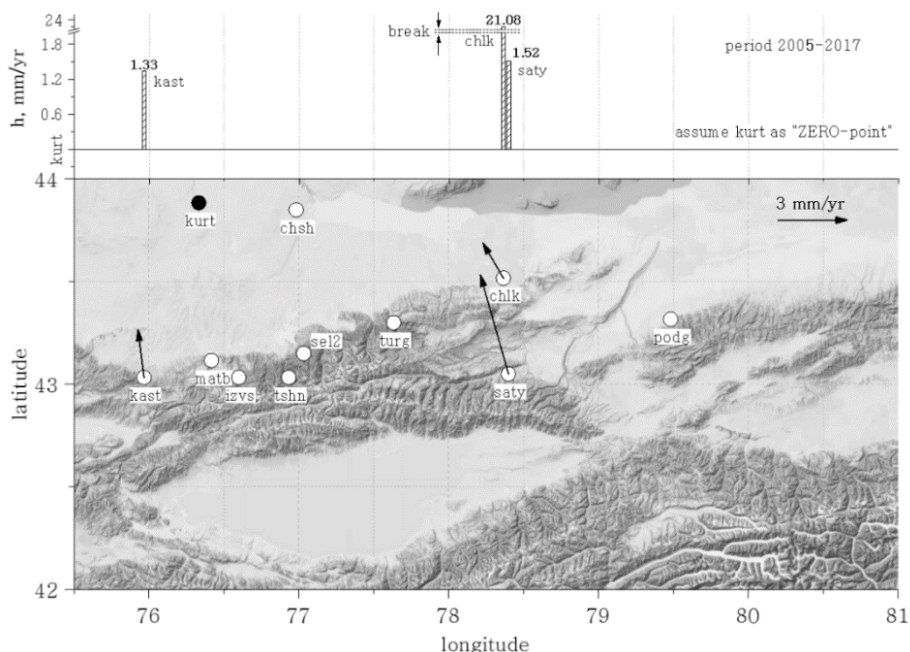 24
1.8
1.2
0.6
h, mm/yr
kurt
1.33
kast
break
21.08
chlk
1.52
saty
period 2005-2017
assume kurt as "ZERO-point"
44
43
42
latitude
kurt
chsh
3 mm/yr
chlk
sel2
turg
podg
kast
matb
izvs
tshn
saty
76
77
78
79
80
81
longitude